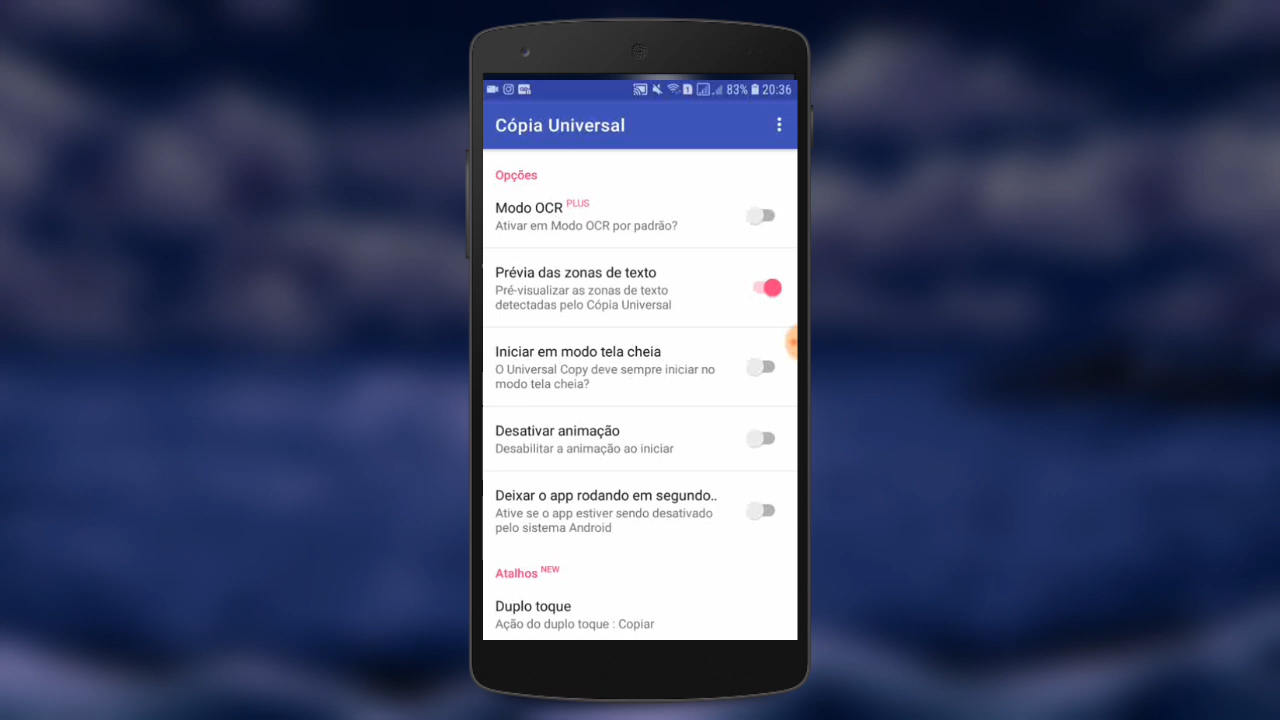 83% 20:36
Cópia Universal
Opções
Modo OCR PLUS
Ativar em Modo OCR por padrão?
Prévia das zonas de texto
Pré-visualizar as zonas de texto
detectadas pelo Cópia Universal
Iniciar em modo tela cheia
O Universal Copy deve sempre iniciar no
modo tela cheia?
Desativar animação
Desabilitar a animação ao iniciar
Deixar o app rodando em segundo..
Ative se o app estiver sendo desativado
pelo sistema Android
Atalhos NEW
Duplo toque
Ação do duplo toque : Copiar